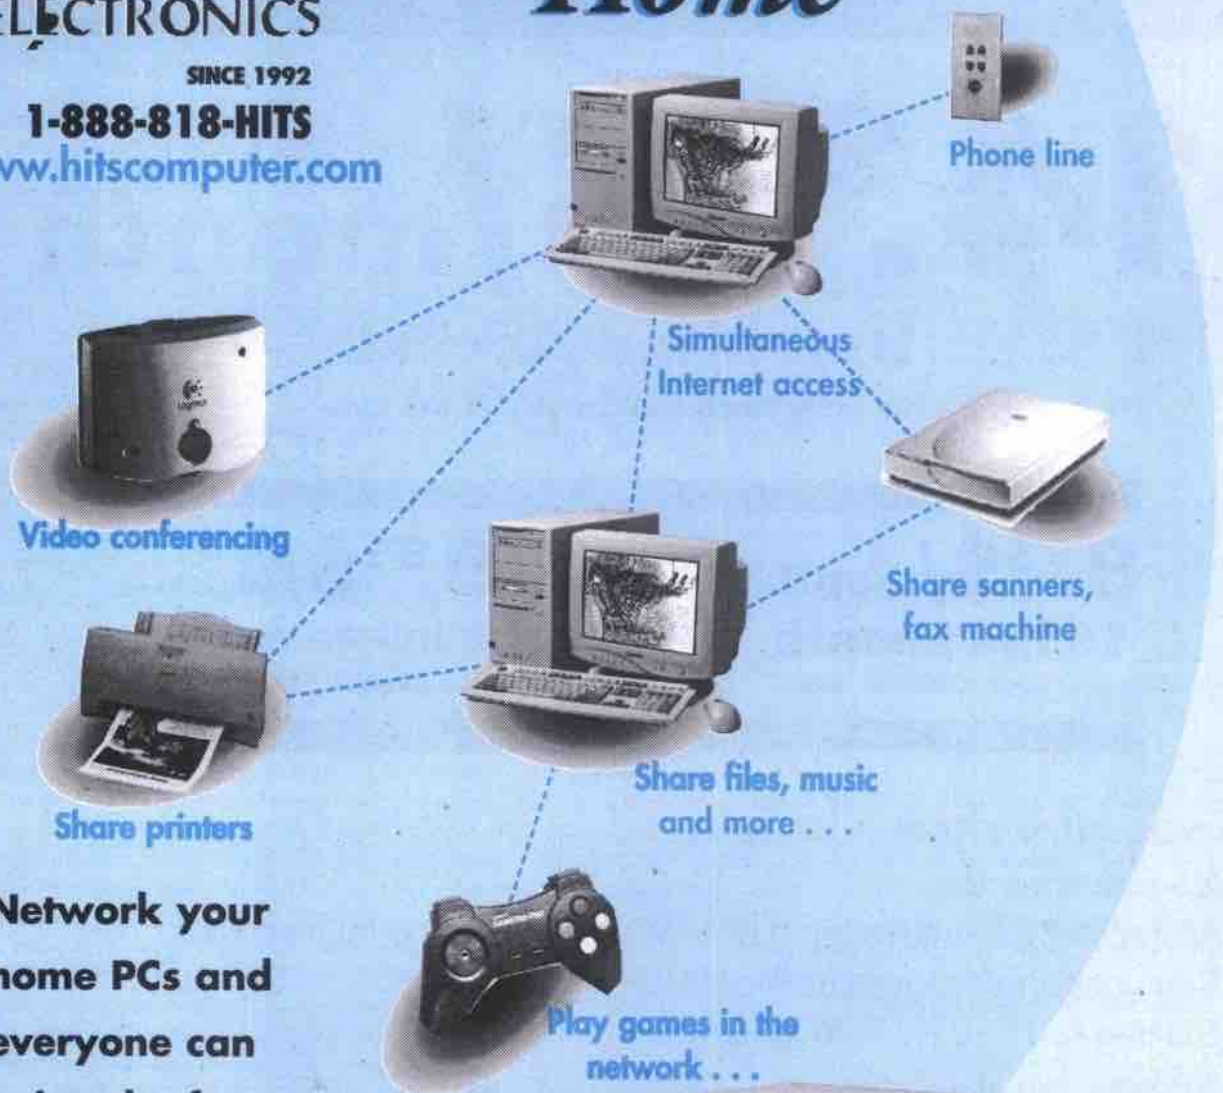 ELECTRONICS
Home
SINCE 1992
1-888-818-HITS
www.hitscomputer.com
Phone line
Simultaneous
Internet access
Video conferencing
Share sanners,
fax machine
Share printers
Share files, music
and more . . .
Network your
home PCs and
everyone can
Play games in the
network . . .